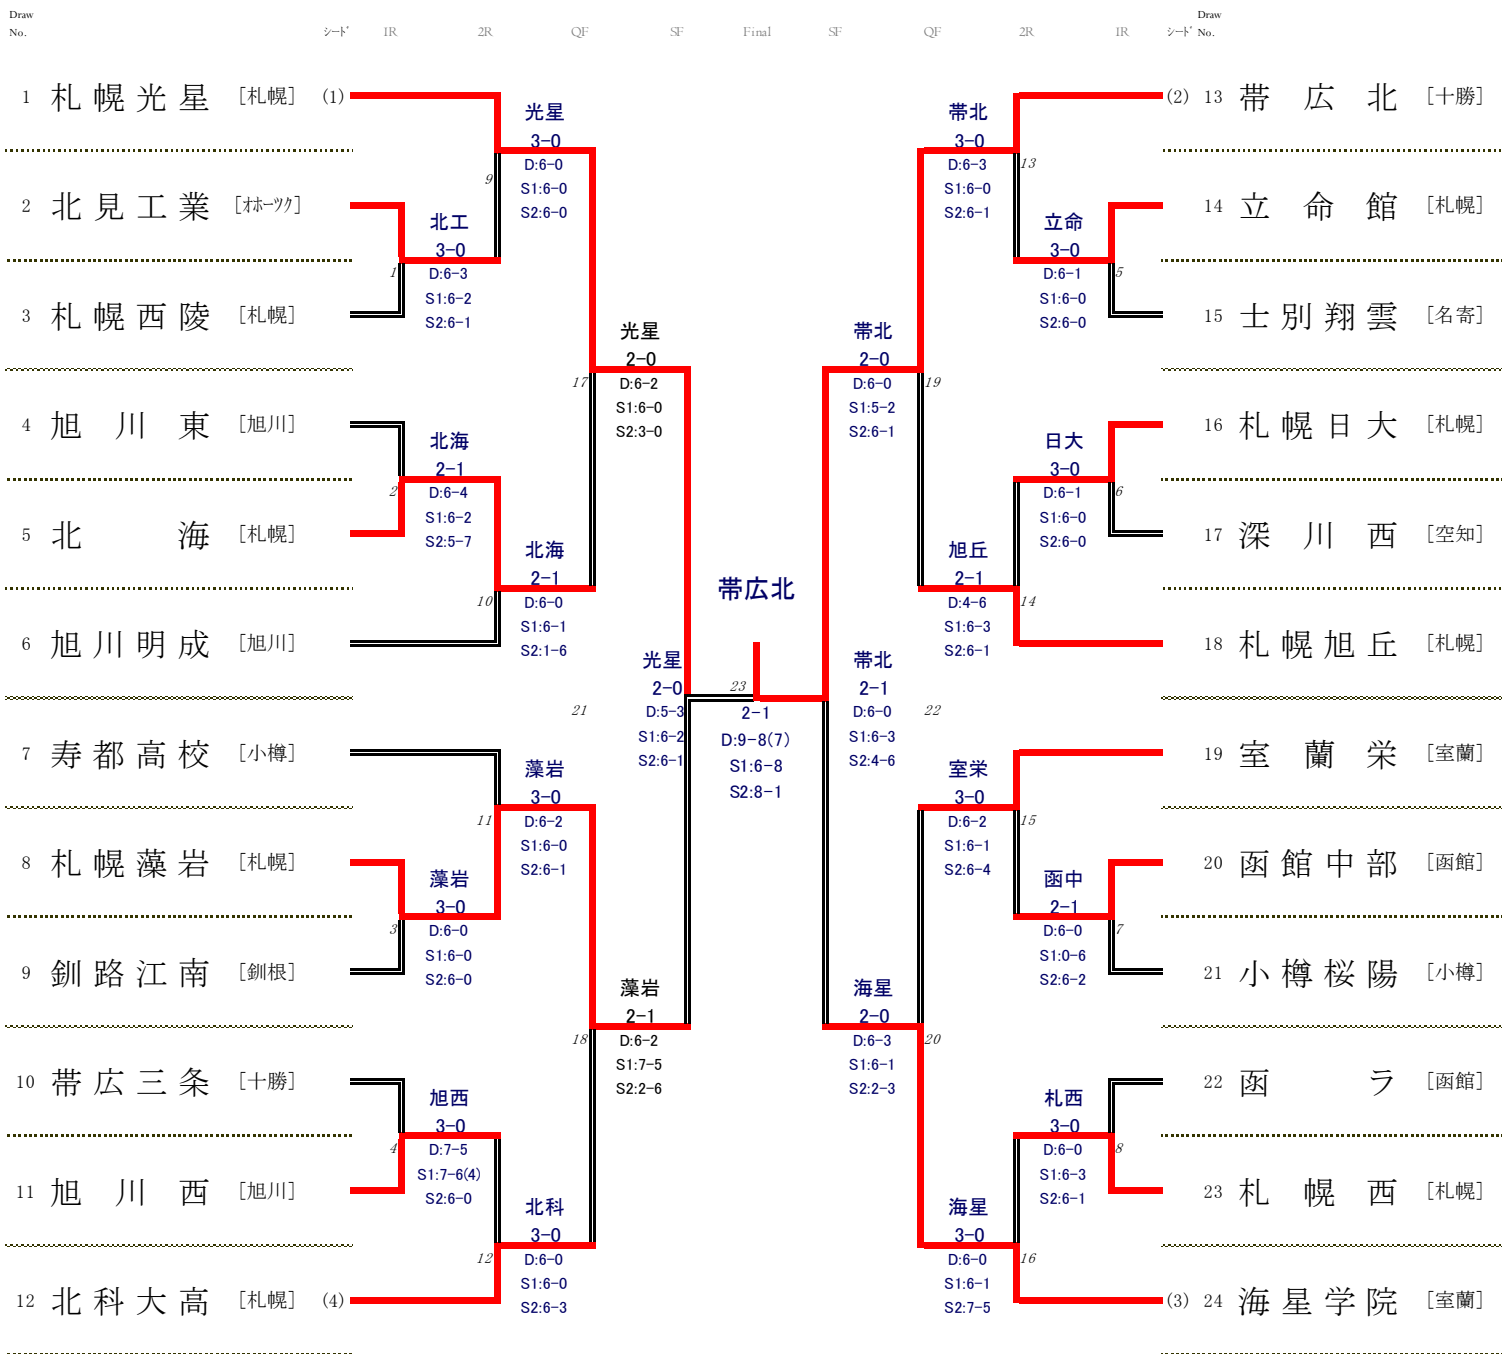 Draw
No.
シード 1R 2R QF SF Final SF QF 2R 1R シード
Draw
No.
1 札幌光星 [札幌] (1)
2 北見工業 [オホーツク]
3 札幌西陵 [札幌]
4 旭川東 [旭川]
5 北海 [札幌]
6 旭川明成 [旭川]
7 寿都高校 [小樽]
8 札幌藻岩 [札幌]
9 釧路江南 [釧根]
10 帯広三条 [十勝]
11 旭川西 [旭川]
12 北科大高 [札幌] (4)
1
北工
3-0
D:6-3
S1:6-2
S2:6-1
2
北海
2-1
D:6-4
S1:6-2
S2:5-7
3
藻岩
3-0
D:6-0
S1:6-0
S2:6-0
4
旭西
3-0
D:7-5
S1:7-6(4)
S2:6-0
9
光星
3-0
D:6-0
S1:6-0
S2:6-0
10
北海
2-1
D:6-0
S1:6-1
S2:1-6
11
藻岩
3-0
D:6-2
S1:6-0
S2:6-1
12
北科
3-0
D:6-0
S1:6-0
S2:6-3
17
光星
2-0
D:6-2
S1:6-0
S2:3-0
18
藻岩
2-1
D:6-2
S1:7-5
S2:2-6
21
光星
2-0
D:5-3
S1:6-2
S2:6-1
帯広北
23
2-1
D:9-8(7)
S1:6-8
S2:8-1
帯北
2-1
D:6-0
S1:6-3
S2:4-6
22
帯北
2-0
D:6-0
S1:5-2
S2:6-1
19
海星
2-0
D:6-3
S1:6-1
S2:2-3
20
帯北
3-0
D:6-3
S1:6-0
S2:6-1
13
旭丘
2-1
D:4-6
S1:6-3
S2:6-1
14
室栄
3-0
D:6-2
S1:6-1
S2:6-4
15
海星
3-0
D:6-0
S1:6-1
S2:7-5
16
立命
3-0
D:6-1
S1:6-0
S2:6-0
5
日大
3-0
D:6-1
S1:6-0
S2:6-0
6
函中
2-1
D:6-0
S1:0-6
S2:6-2
7
札西
3-0
D:6-0
S1:6-3
S2:6-1
8
(2) 13 帯広北 [十勝]
14 立命館 [札幌]
15 士別翔雲 [名寄]
16 札幌日大 [札幌]
17 深川西 [空知]
18 札幌旭丘 [札幌]
19 室蘭栄 [室蘭]
20 函館中部 [函館]
21 小樽桜陽 [小樽]
22 函ラ [函館]
23 札幌西 [札幌]
(3) 24 海星学院 [室蘭]